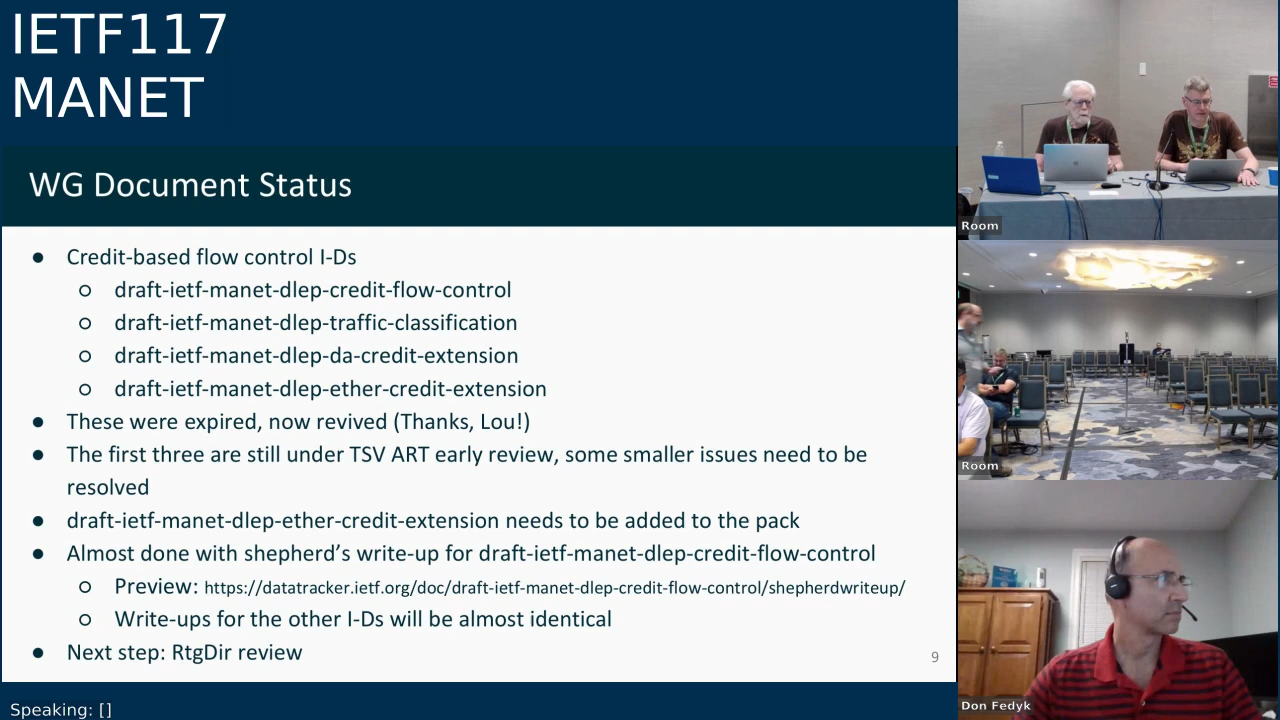 IETF117
MANET
WG Document Status
● Credit-based flow control I-Ds
○ draft-ietf-manet-dlep-credit-flow-control
○ draft-ietf-manet-dlep-traffic-classification
○ draft-ietf-manet-dlep-da-credit-extension
○ draft-ietf-manet-dlep-ether-credit-extension
● These were expired, now revived (Thanks, Lou!)
● The first three are still under TSV ART early review, some smaller issues need to be
resolved
● draft-ietf-manet-dlep-ether-credit-extension needs to be added to the pack
● Almost done with shepherd’s write-up for draft-ietf-manet-dlep-credit-flow-control
○ Preview: https://datatracker.ietf.org/doc/draft-ietf-manet-dlep-credit-flow-control/shepherdwriteup/
○ Write-ups for the other I-Ds will be almost identical
● Next step: RtgDir review
9
Speaking: []
Room
Room
Don Fedyk